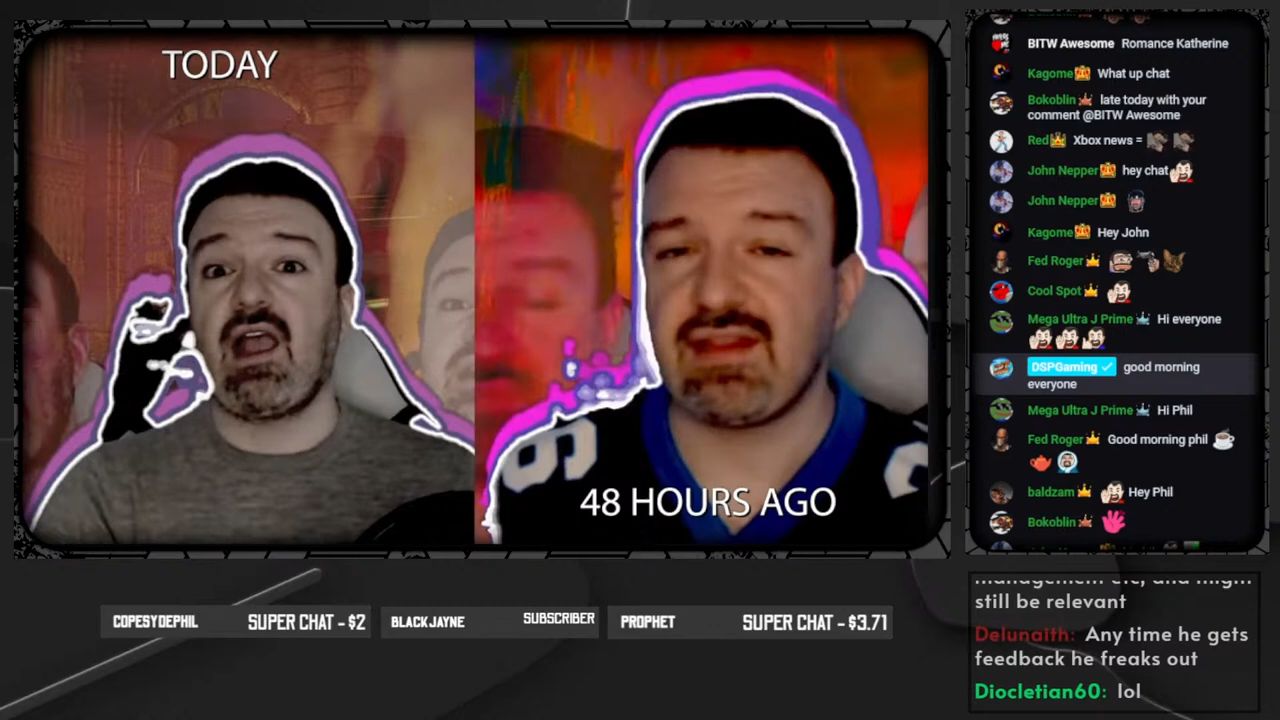 TODAY
48 HOURS AGO
BITW Awesome Romance Katherine
Kagome What up chat
Bokoblin late today with your
comment @BITW Awesome
Red Xbox news =
John Nepper hey chat
John Nepper
Kagome Hey John
Fed Roger
Cool Spot
Mega Ultra J Prime Hi everyone
DSPGaming ✓ good morning
everyone
Mega Ultra J Prime Hi Phil
Fed Roger Good morning phil
baldzam Hey Phil
Bokoblin
COPESYDEPHIL SUPER CHAT - $2
BLACKJAYNE SUBSCRIBER
PROPHET SUPER CHAT - $3.71
management etc, and might
still be relevant
Delunaith: Any time he gets
feedback he freaks out
Diocletian60: lol